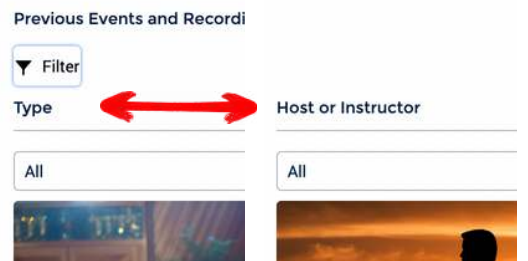 Previous Events and Recordi
Filter
Type
Host or Instructor
All
All